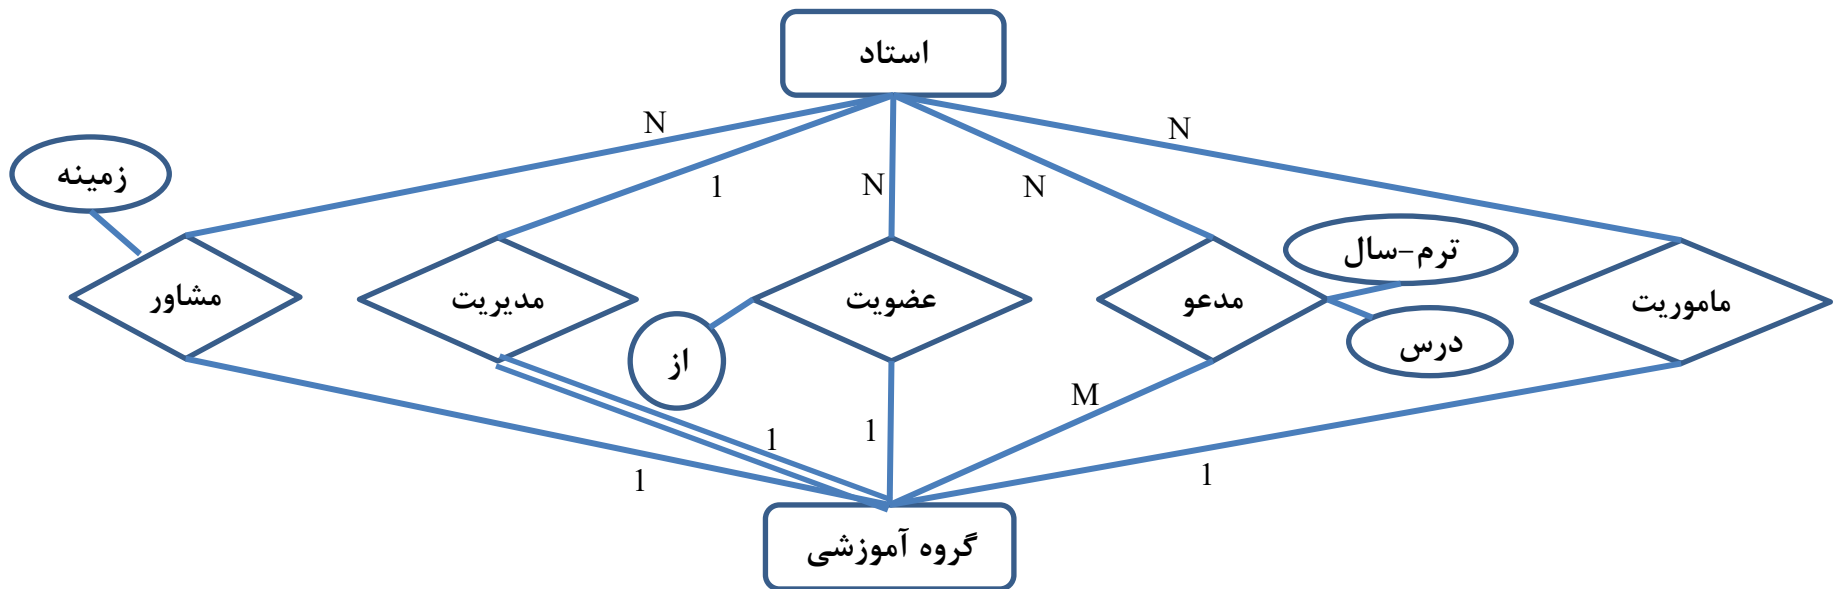 استاد
N
N
زمینه
1
N
N
ترم-سال
مشاور
مدیریت
عضویت
مدعو
ماموریت
از
درس
M
1
1
1
1
گروه آموزشی